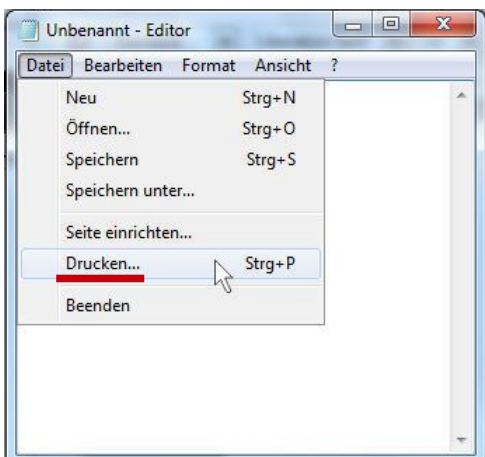 Unbenannt - Editor
Datei Bearbeiten Format Ansicht ?
Neu Strg+N
Öffnen... Strg+O
Speichern Strg+S
Speichern unter...
Seite einrichten...
Drucken... Strg+P
Beenden